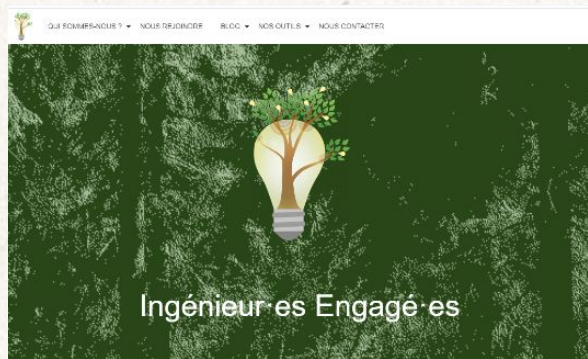 QUI SOMMES-NOUS ? NOUS REJOINDRE BLOG NOS OUTILS NOUS CONTACTER
Ingénieur·es Engagé·es